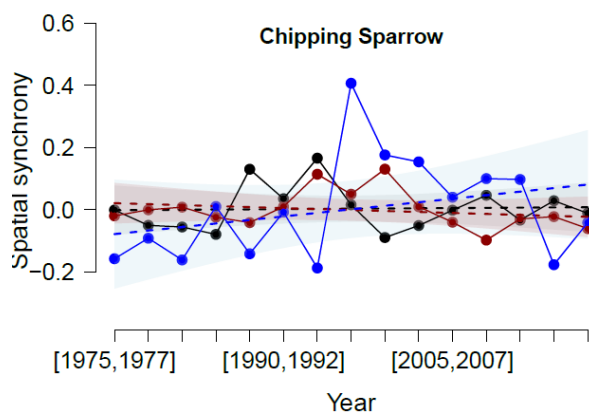 Chipping Sparrow
Spatial synchrony
0.6
0.4
0.2
0.0
−0.2
[1975,1977]
[1990,1992]
[2005,2007]
Year